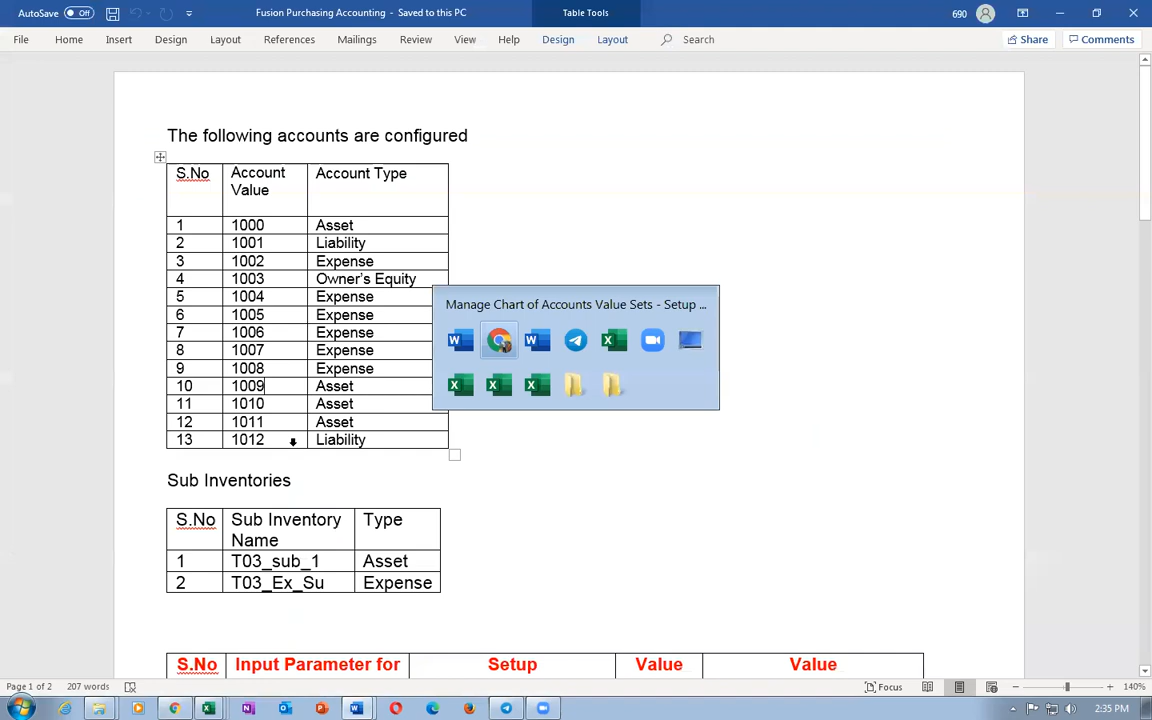 AutoSave Off
Fusion Purchasing Accounting - Saved to this PC
Table Tools
690
File Home Insert Design Layout References Mailings Review View Help Design Layout Search Share Comments
The following accounts are configured
S.No Account Value Account Type
1 1000 Asset
2 1001 Liability
3 1002 Expense
4 1003 Owner's Equity
5 1004 Expense
6 1005 Expense
7 1006 Expense
8 1007 Expense
9 1008 Expense
10 1009 Asset
11 1010 Asset
12 1011 Asset
13 1012 Liability
Manage Chart of Accounts Value Sets - Setup ...
Sub Inventories
S.No Sub Inventory Name Type
1 T03_sub_1 Asset
2 T03_Ex_Su Expense
S.No Input Parameter for Setup Value Value
Page 1 of 2 207 words Focus 140%
2:35 PM